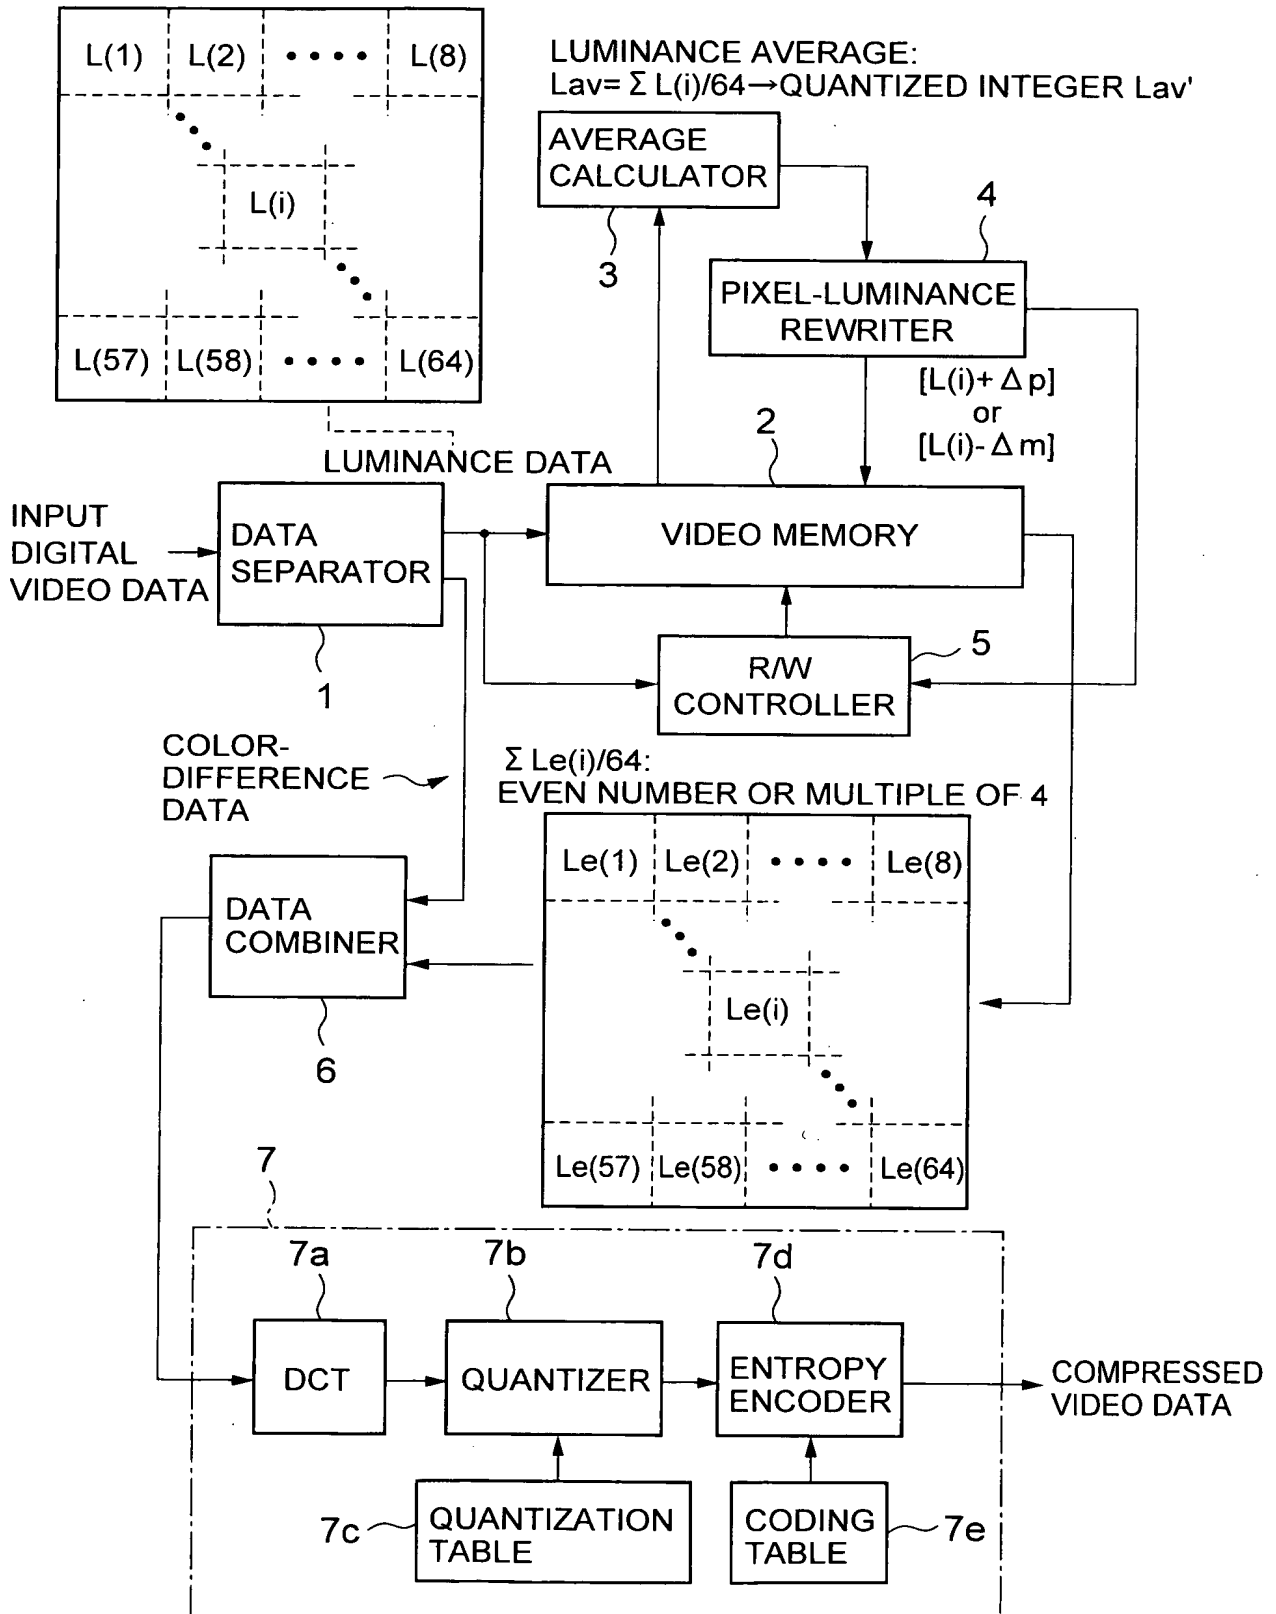 L(1) L(2) •••• L(8)
L(i)
L(57) L(58) •••• L(64)
LUMINANCE AVERAGE:
Lav= Σ L(i)/64→QUANTIZED INTEGER Lav'
AVERAGE
CALCULATOR
3
4
PIXEL-LUMINANCE
REWRITER
[L(i)+ Δp]
or
[L(i)- Δm]
2
LUMINANCE DATA
INPUT
DIGITAL
VIDEO DATA
DATA
SEPARATOR
1
VIDEO MEMORY
R/W
CONTROLLER
5
COLOR-
DIFFERENCE
DATA
Σ Le(i)/64:
EVEN NUMBER OR MULTIPLE OF 4
Le(1) Le(2) •••• Le(8)
Le(i)
Le(57) Le(58) •••• Le(64)
DATA
COMBINER
6
7
7a
7b
7d
DCT
QUANTIZER
ENTROPY
ENCODER
COMPRESSED
VIDEO DATA
7c
QUANTIZATION
TABLE
CODING
TABLE
7e